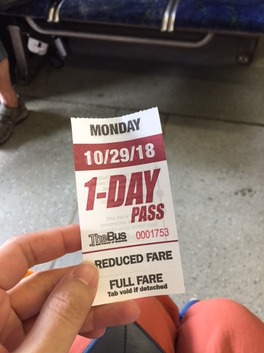 MONDAY
10/29/18
1-DAY
PASS
TheBus 0001753
REDUCED FARE
FULL FARE
Tab void if detached